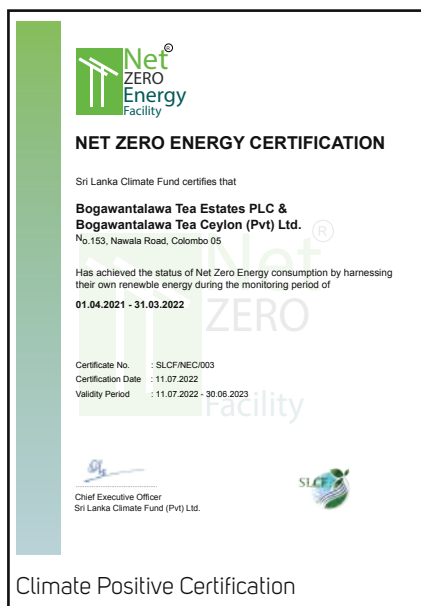 Net®
ZERO
Energy
Facility
NET ZERO ENERGY CERTIFICATION
Sri Lanka Climate Fund certifies that
Bogawantalawa Tea Estates PLC &
Bogawantalawa Tea Ceylon (Pvt) Ltd.
No.153, Nawala Road, Colombo 05
Has achieved the status of Net Zero Energy consumption by harnessing
their own renewble energy during the monitoring period of
01.04.2021 - 31.03.2022
Net®
ZERO
Facility
Certificate No. : SLCF/NEC/003
Certification Date : 11.07.2022
Validity Period : 11.07.2022 - 30.06.2023
Chief Executive Officer
Sri Lanka Climate Fund (Pvt) Ltd.
SLCF
Climate Positive Certification